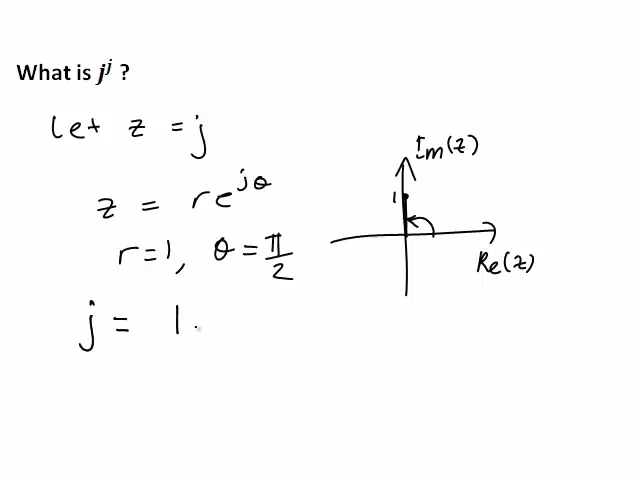 What is j^j ?
Let z = j
z = re^jθ
r=1, θ = π/2
j = 1.
Im(z)
1
Re(z)